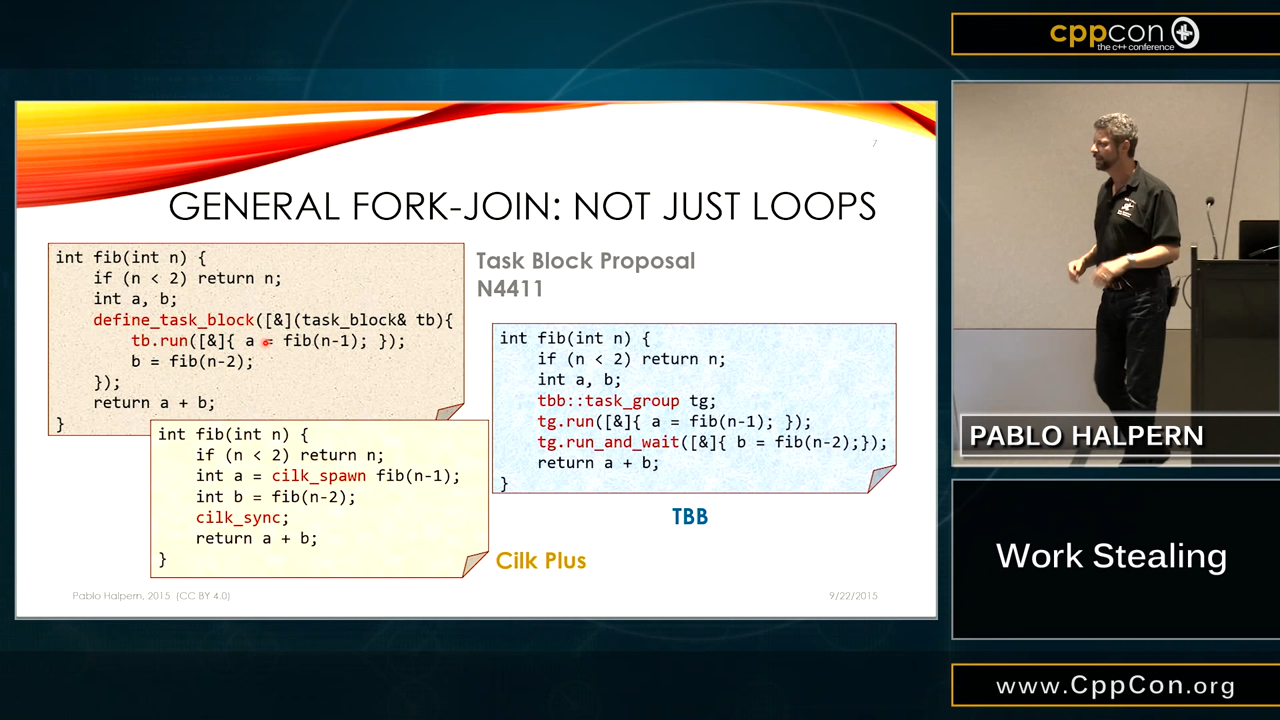 cppcon
the c++ conference
7
GENERAL FORK-JOIN: NOT JUST LOOPS
int fib(int n) {
    if (n < 2) return n;
    int a, b;
    define_task_block([&](task_block& tb){
        tb.run([&]{ a = fib(n-1); });
        b = fib(n-2);
    });
    return a + b;
}
Task Block Proposal
N4411
int fib(int n) {
    if (n < 2) return n;
    int a, b;
    tbb::task_group tg;
    tg.run([&]{ a = fib(n-1); });
    tg.run_and_wait([&]{ b = fib(n-2);});
    return a + b;
}
TBB
int fib(int n) {
    if (n < 2) return n;
    int a = cilk_spawn fib(n-1);
    int b = fib(n-2);
    cilk_sync;
    return a + b;
}
Cilk Plus
Pablo Halpern, 2015 (CC BY 4.0)
9/22/2015
PABLO HALPERN
Work Stealing
www.CppCon.org